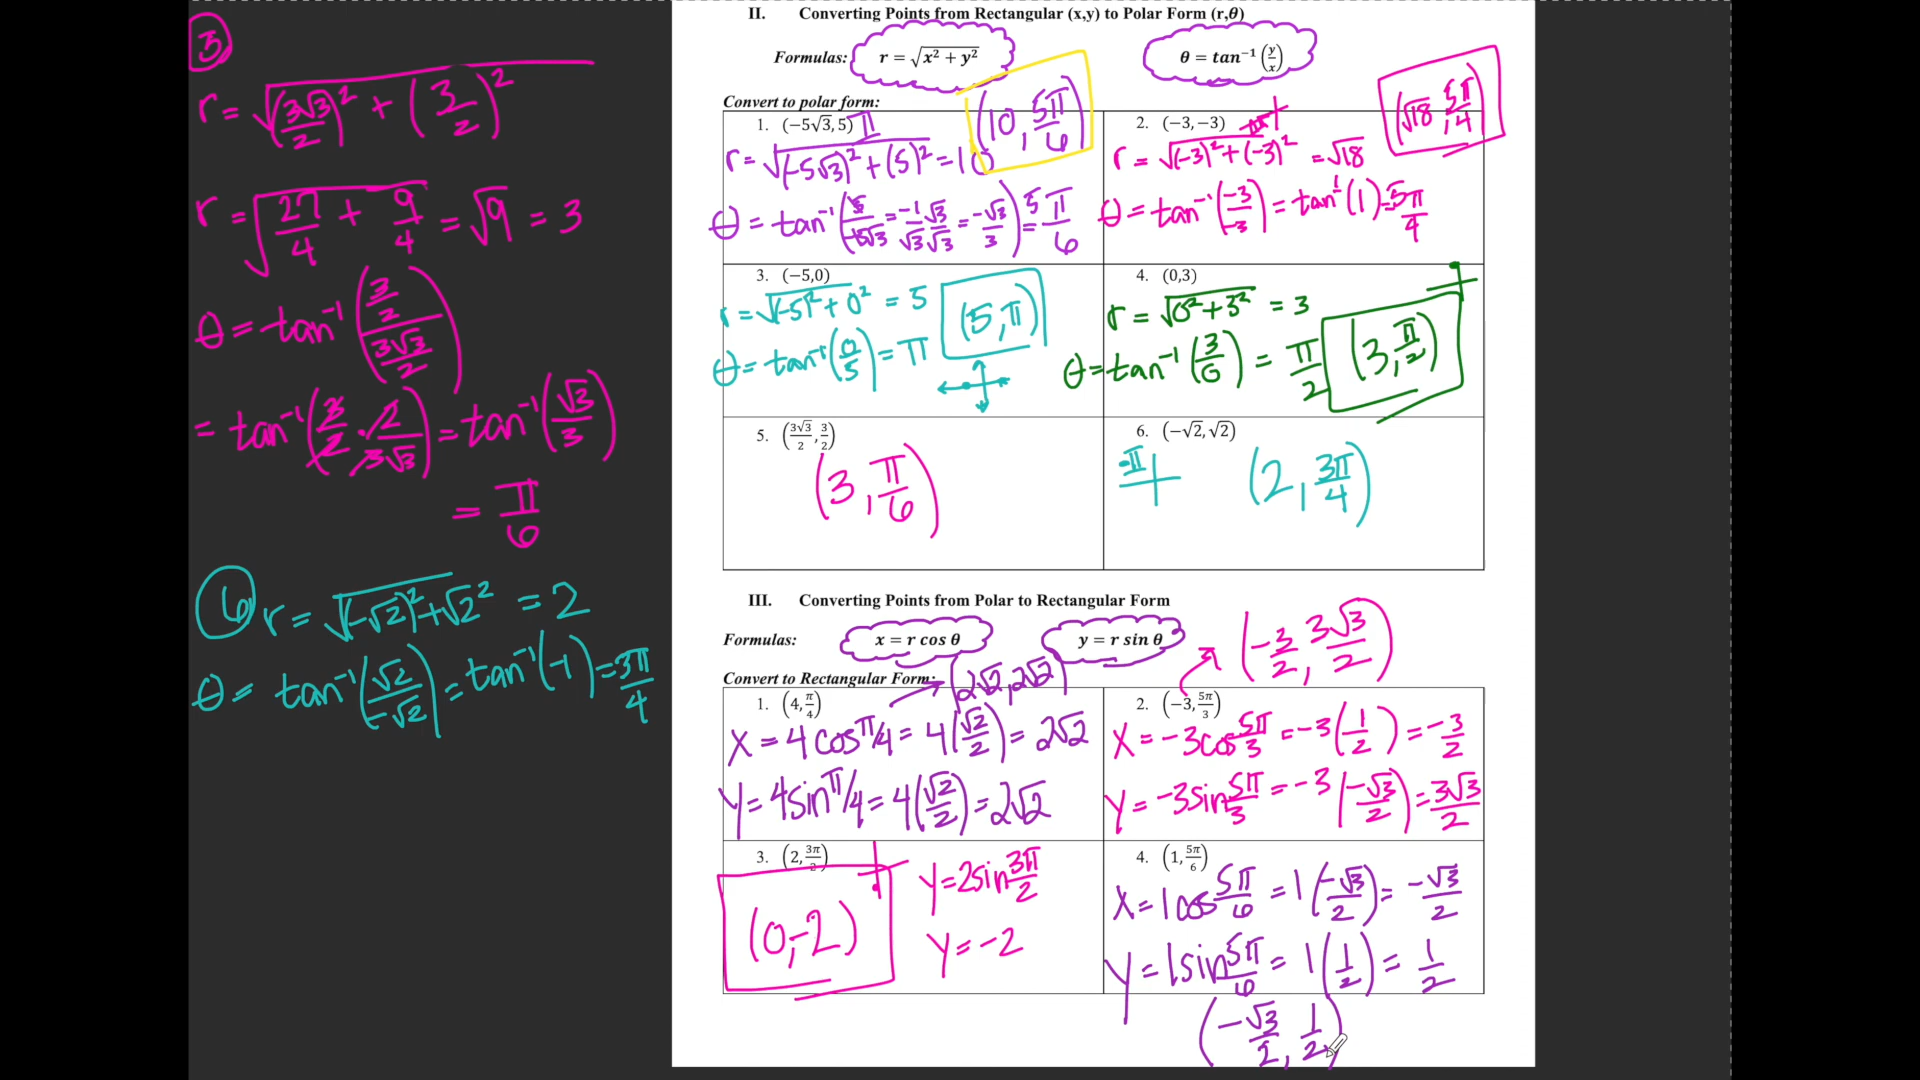 II. Converting Points from Rectangular (x,y) to Polar Form (r,θ)
Formulas: r = √(x² + y²) θ = tan⁻¹ (y/x)
Convert to polar form:
1. (−5√3, 5) II (10, 5π/6)
r = √((-5√3)² + (5)²) = 10
θ = tan⁻¹(5/-5√3 = -1/√3 √3/√3 = -√3/3) = 5π/6
2. (−3, −3) (√18, 5π/4)
r = √((-3)² + (-3)²) = √18
θ = tan⁻¹(-3/-3) = tan⁻¹(1) = 5π/4
3. (−5,0)
r = √(-5)² + 0² = 5 (5, π)
θ = tan⁻¹(0/5) = π
4. (0,3)
r = √0² + 3² = 3
θ = tan⁻¹(3/0) = π/2 (3, π/2)
5. (3√3/2, 3/2)
(3, π/6)
6. (−√2, √2)
II (2, 3π/4)
5
r = √((3√3/2)² + (3/2)²)
r = √(27/4 + 9/4) = √9 = 3
θ = tan⁻¹((3/2)/(3√3/2))
= tan⁻¹(3/2 · 2/3√3) = tan⁻¹(√3/3)
= π/6
6 r = √(-√2)² + √2² = 2
θ = tan⁻¹(√2/-√2) = tan⁻¹(-1) = 3π/4
III. Converting Points from Polar to Rectangular Form
Formulas: x = r cos θ y = r sin θ
Convert to Rectangular Form:
1. (4, π/4) (2√2, 2√2)
X = 4 cos π/4 = 4(√2/2) = 2√2
Y = 4 sin π/4 = 4(√2/2) = 2√2
2. (−3, 5π/3) (-3/2, 3√3/2)
X = -3cos 5π/3 = -3(1/2) = -3/2
Y = -3sin 5π/3 = -3(-√3/2) = 3√3/2
3. (2, 3π/2)
Y = 2sin 3π/2
(0, -2) Y = -2
4. (1, 5π/6)
X = 1cos 5π/6 = 1(-√3/2) = -√3/2
Y = 1sin 5π/6 = 1(1/2) = 1/2
(-√3/2, 1/2)